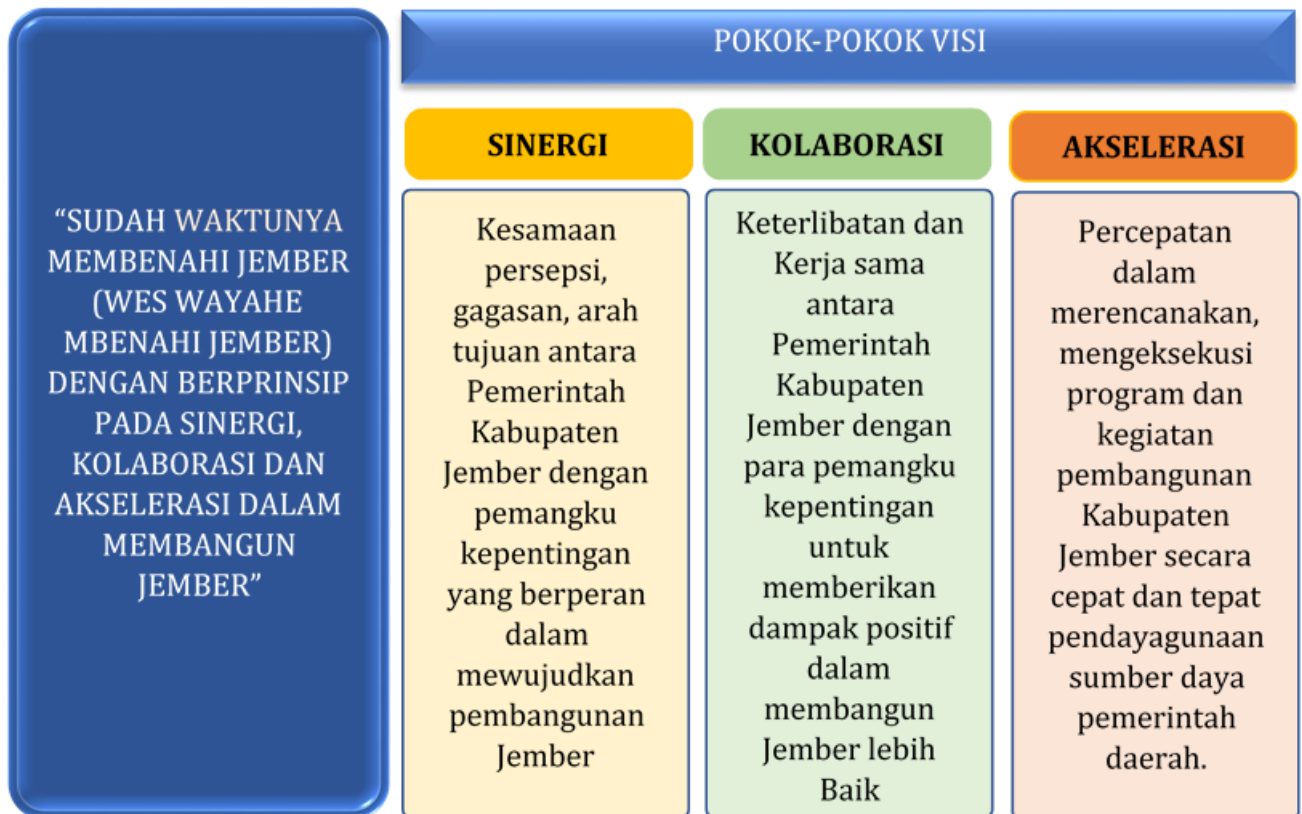 “SUDAH WAKTUNYA
MEMBENAHI JEMBER
(WES WAYAHE
MBENAHI JEMBER)
DENGAN BERPRINSIP
PADA SINERGI,
KOLABORASI DAN
AKSELERASI DALAM
MEMBANGUN
JEMBER”
POKOK-POKOK VISI
SINERGI
Kesamaan
persepsi,
gagasan, arah
tujuan antara
Pemerintah
Kabupaten
Jember dengan
pemangku
kepentingan
yang berperan
dalam
mewujudkan
pembangunan
Jember
KOLABORASI
Keterlibatan dan
Kerja sama
antara
Pemerintah
Kabupaten
Jember dengan
para pemangku
kepentingan
untuk
memberikan
dampak positif
dalam
membangun
Jember lebih
Baik
AKSELERASI
Percepatan
dalam
merencanakan,
mengeksekusi
program dan
kegiatan
pembangunan
Kabupaten
Jember secara
cepat dan tepat
pendayagunaan
sumber daya
pemerintah
daerah.